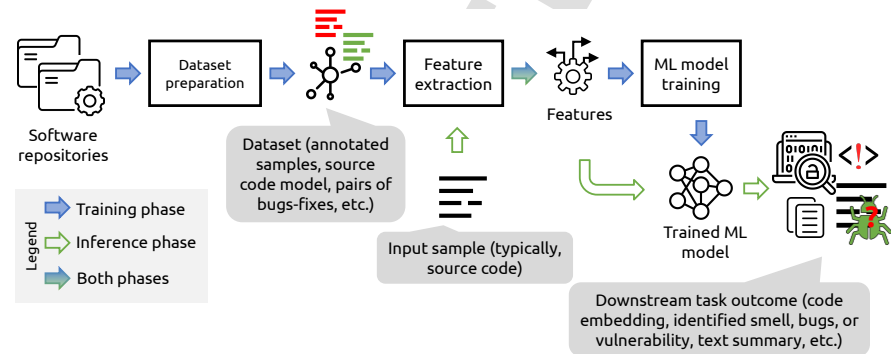 Software
repositories
Dataset
preparation
Dataset (annotated
samples, source
code model, pairs of
bugs-fixes, etc.)
Feature
extraction
Input sample (typically,
source code)
Features
ML model
training
Trained ML
model
<!>
?
Downstream task outcome (code
embedding, identified smell, bugs, or
vulnerability, text summary, etc.)
Legend
Training phase
Inference phase
Both phases